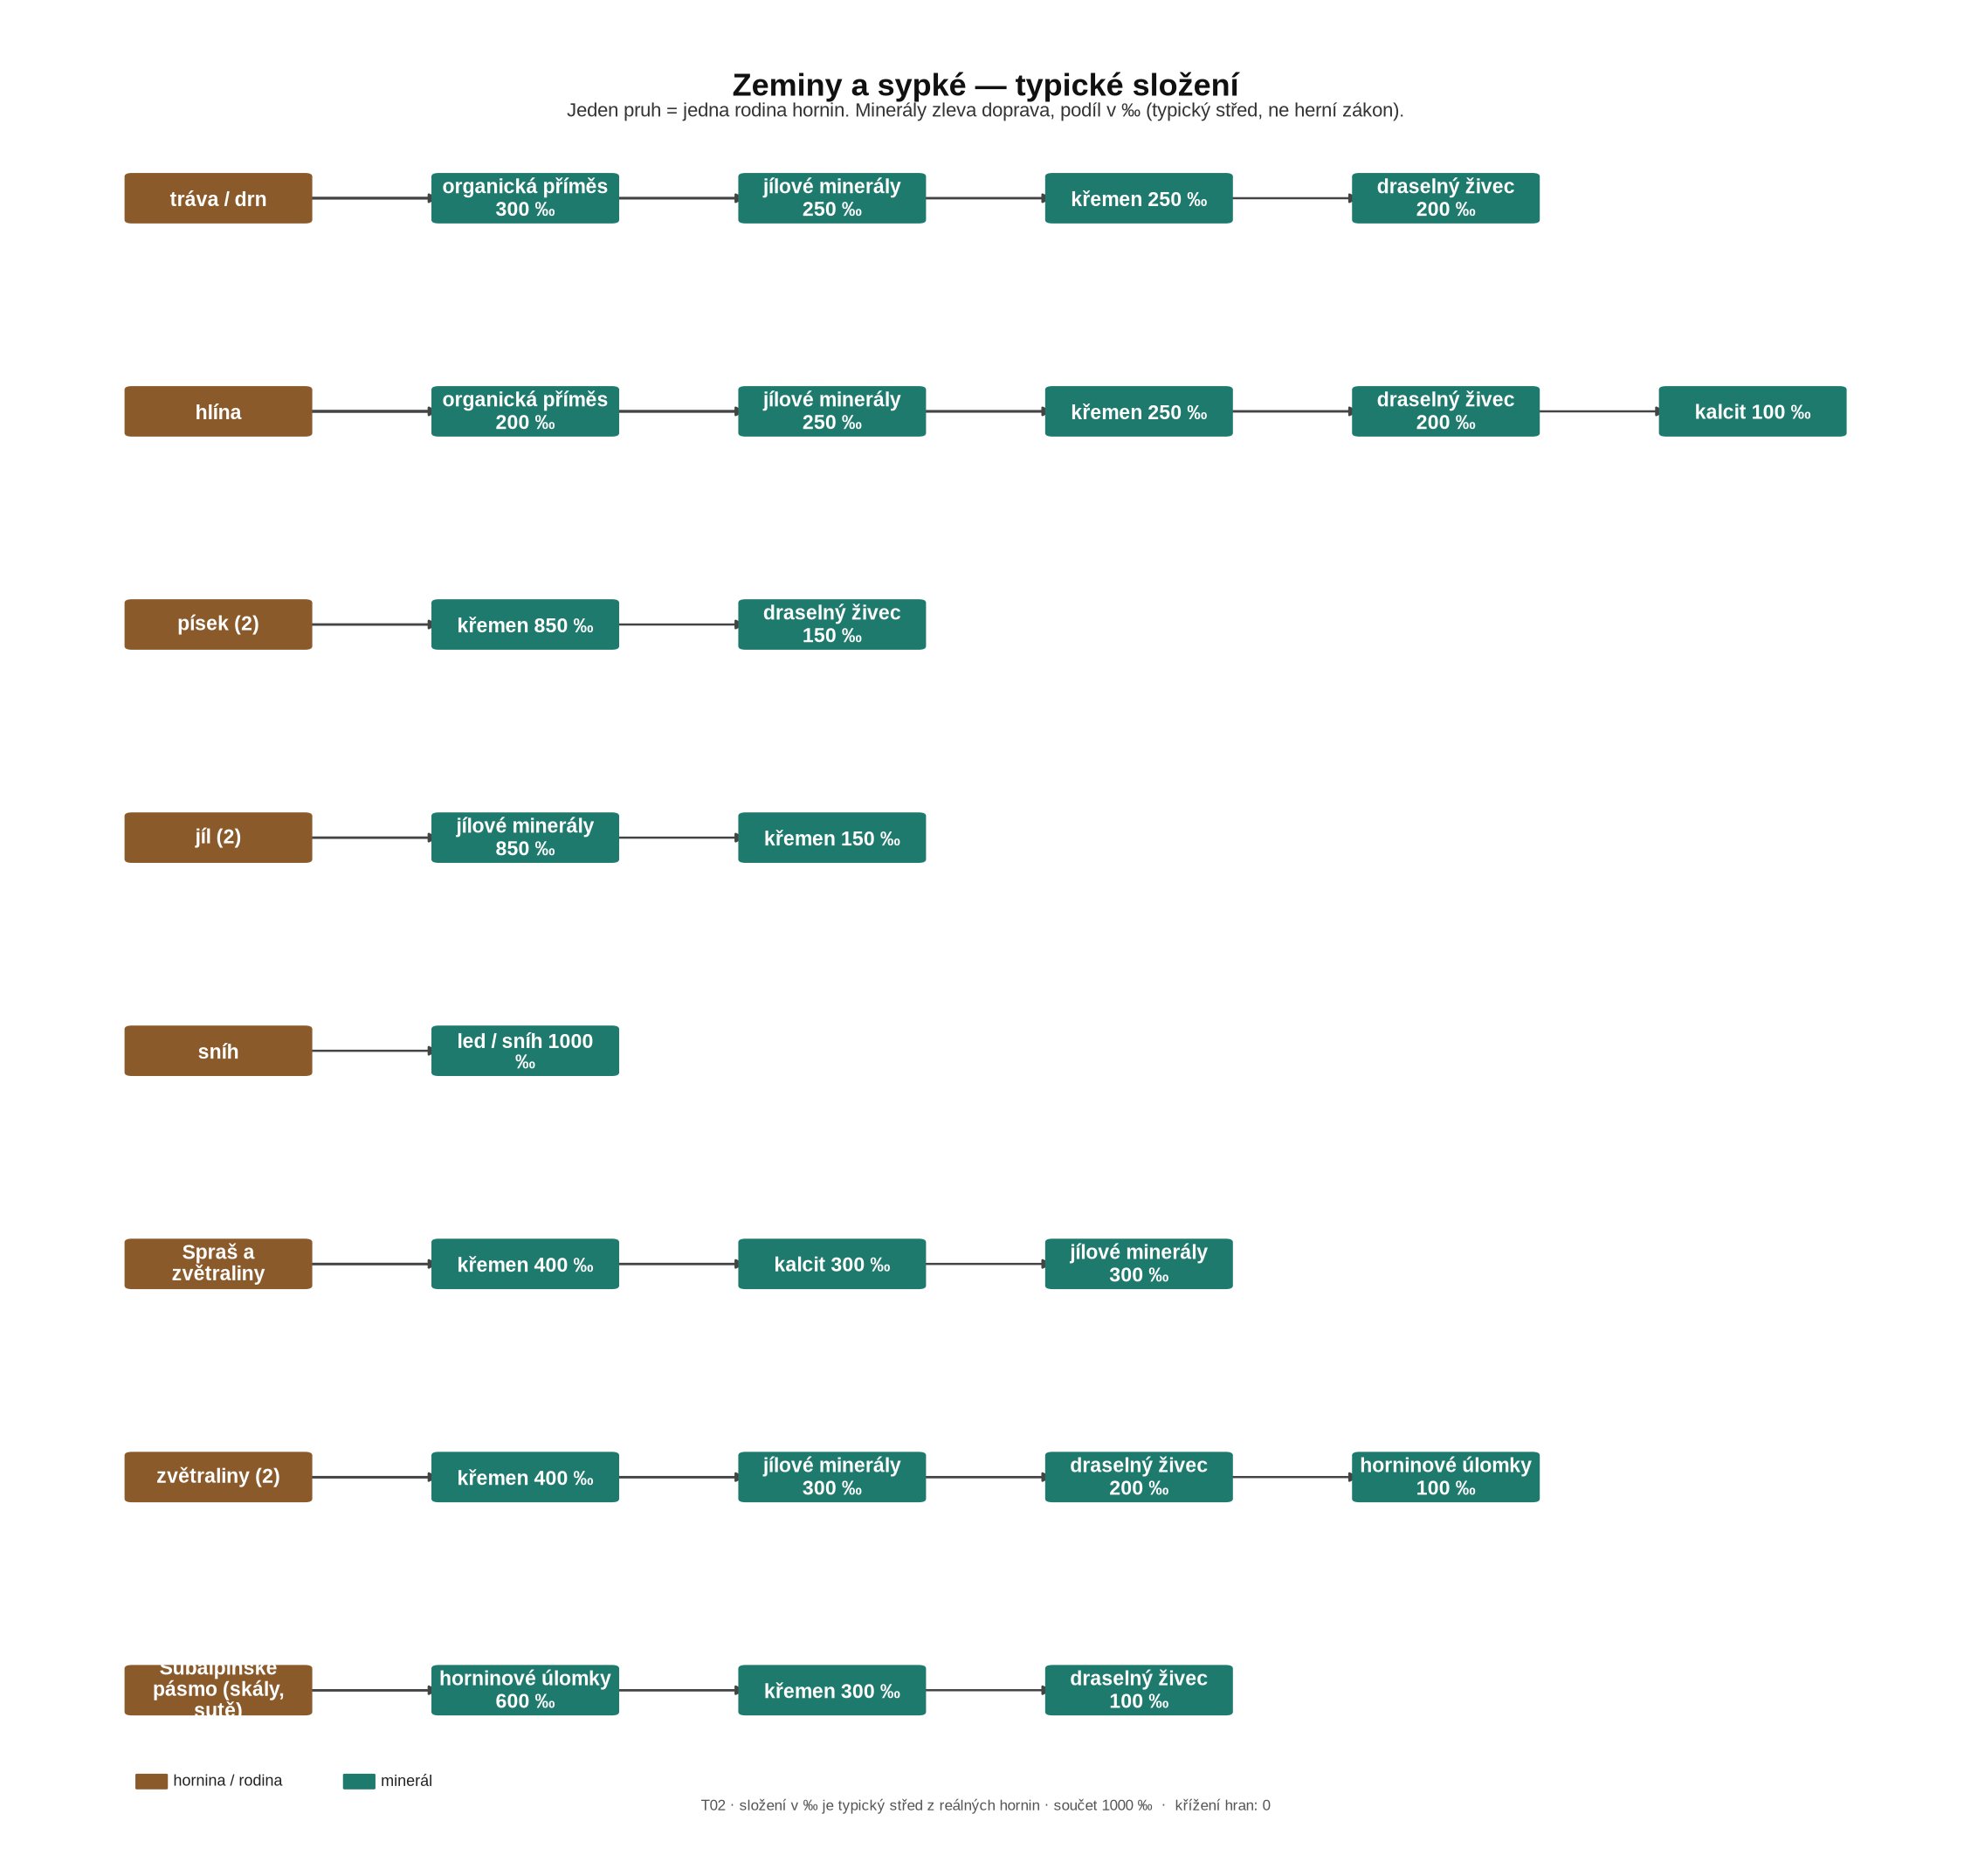 Zeminy a sypké — typické složení
Jeden pruh = jedna rodina hornin. Minerály zleva doprava, podíl v ‰ (typický střed, ne herní zákon).
tráva / drn
organická příměs
300 ‰
jílové minerály
250 ‰
křemen 250 ‰
draselný živec
200 ‰
hlína
organická příměs
200 ‰
jílové minerály
250 ‰
křemen 250 ‰
draselný živec
200 ‰
kalcit 100 ‰
písek (2)
křemen 850 ‰
draselný živec
150 ‰
jíl (2)
jílové minerály
850 ‰
křemen 150 ‰
sníh
led / sníh 1000
‰
Spraš a
zvětraliny
křemen 400 ‰
kalcit 300 ‰
jílové minerály
300 ‰
zvětraliny (2)
křemen 400 ‰
jílové minerály
300 ‰
draselný živec
200 ‰
horninové úlomky
100 ‰
Subalpínské
pásmo (skály,
sutě)
horninové úlomky
600 ‰
křemen 300 ‰
draselný živec
100 ‰
hornina / rodina
minerál
T02 · složení v ‰ je typický střed z reálných hornin · součet 1000 ‰ · křížení hran: 0